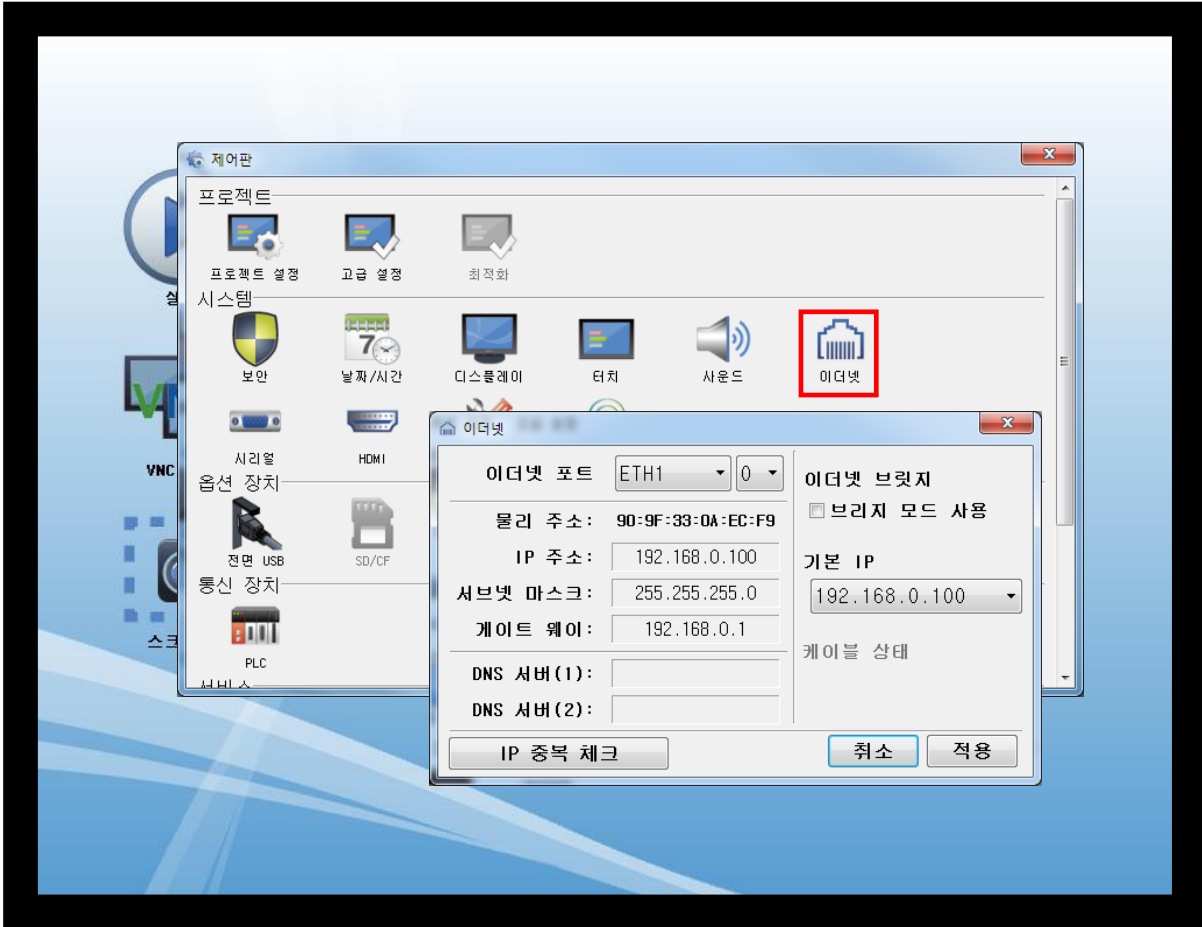 제어판
프로젝트
프로젝트 설정
고급 설정
최적화
시스템
보안
날짜/시간
디스플레이
터치
사운드
이더넷
7
시리얼
HDMI
VNC
옵션 장치
전면 USB
SD/CF
통신 장치
PLC
서비스
스크
이더넷
이더넷 포트 ETH1 0
물리 주소: 90:9F:33:0A:EC:F9
IP 주소: 192.168.0.100
서브넷 마스크: 255.255.255.0
게이트 웨이: 192.168.0.1
DNS 서버(1):
DNS 서버(2):
IP 중복 체크
이더넷 브릿지
브리지 모드 사용
기본 IP
192.168.0.100
케이블 상태
취소
적용